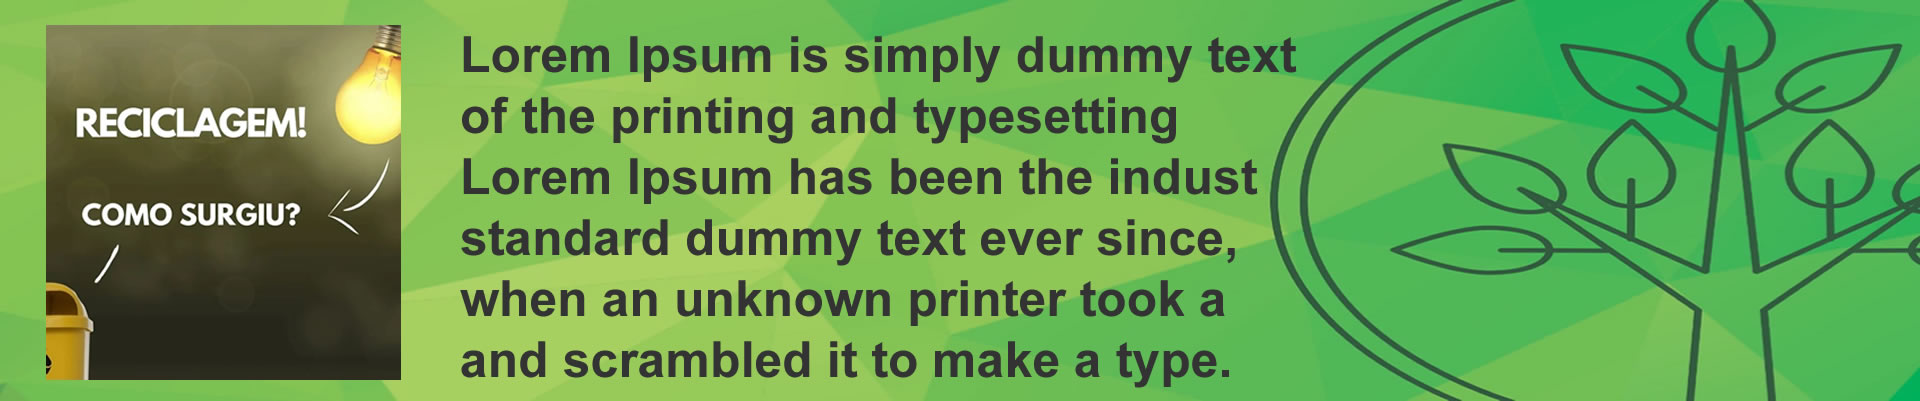 RECICLAGEM!
COMO SURGIU?
Lorem Ipsum is simply dummy text
of the printing and typesetting
Lorem Ipsum has been the indust
standard dummy text ever since,
when an unknown printer took a
and scrambled it to make a type.